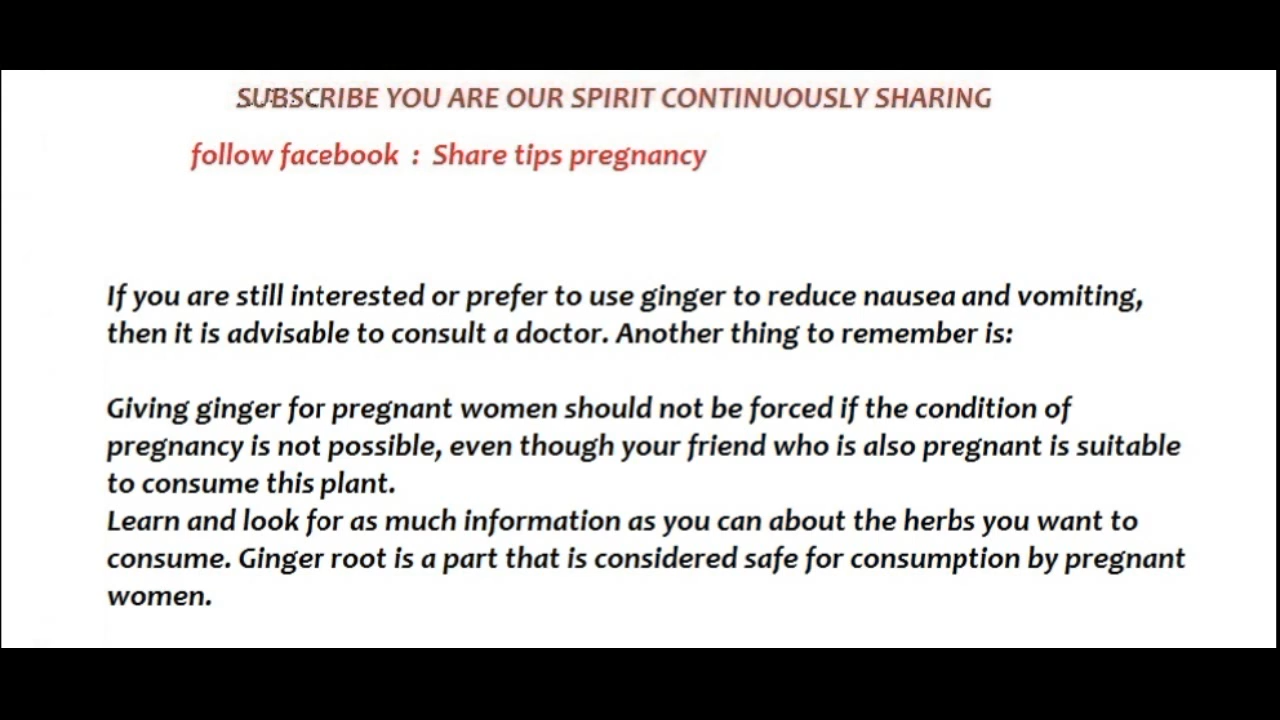 SUBSCRIBE YOU ARE OUR SPIRIT CONTINUOUSLY SHARING
follow facebook : Share tips pregnancy
If you are still interested or prefer to use ginger to reduce nausea and vomiting,
then it is advisable to consult a doctor. Another thing to remember is:
Giving ginger for pregnant women should not be forced if the condition of
pregnancy is not possible, even though your friend who is also pregnant is suitable
to consume this plant.
Learn and look for as much information as you can about the herbs you want to
consume. Ginger root is a part that is considered safe for consumption by pregnant
women.